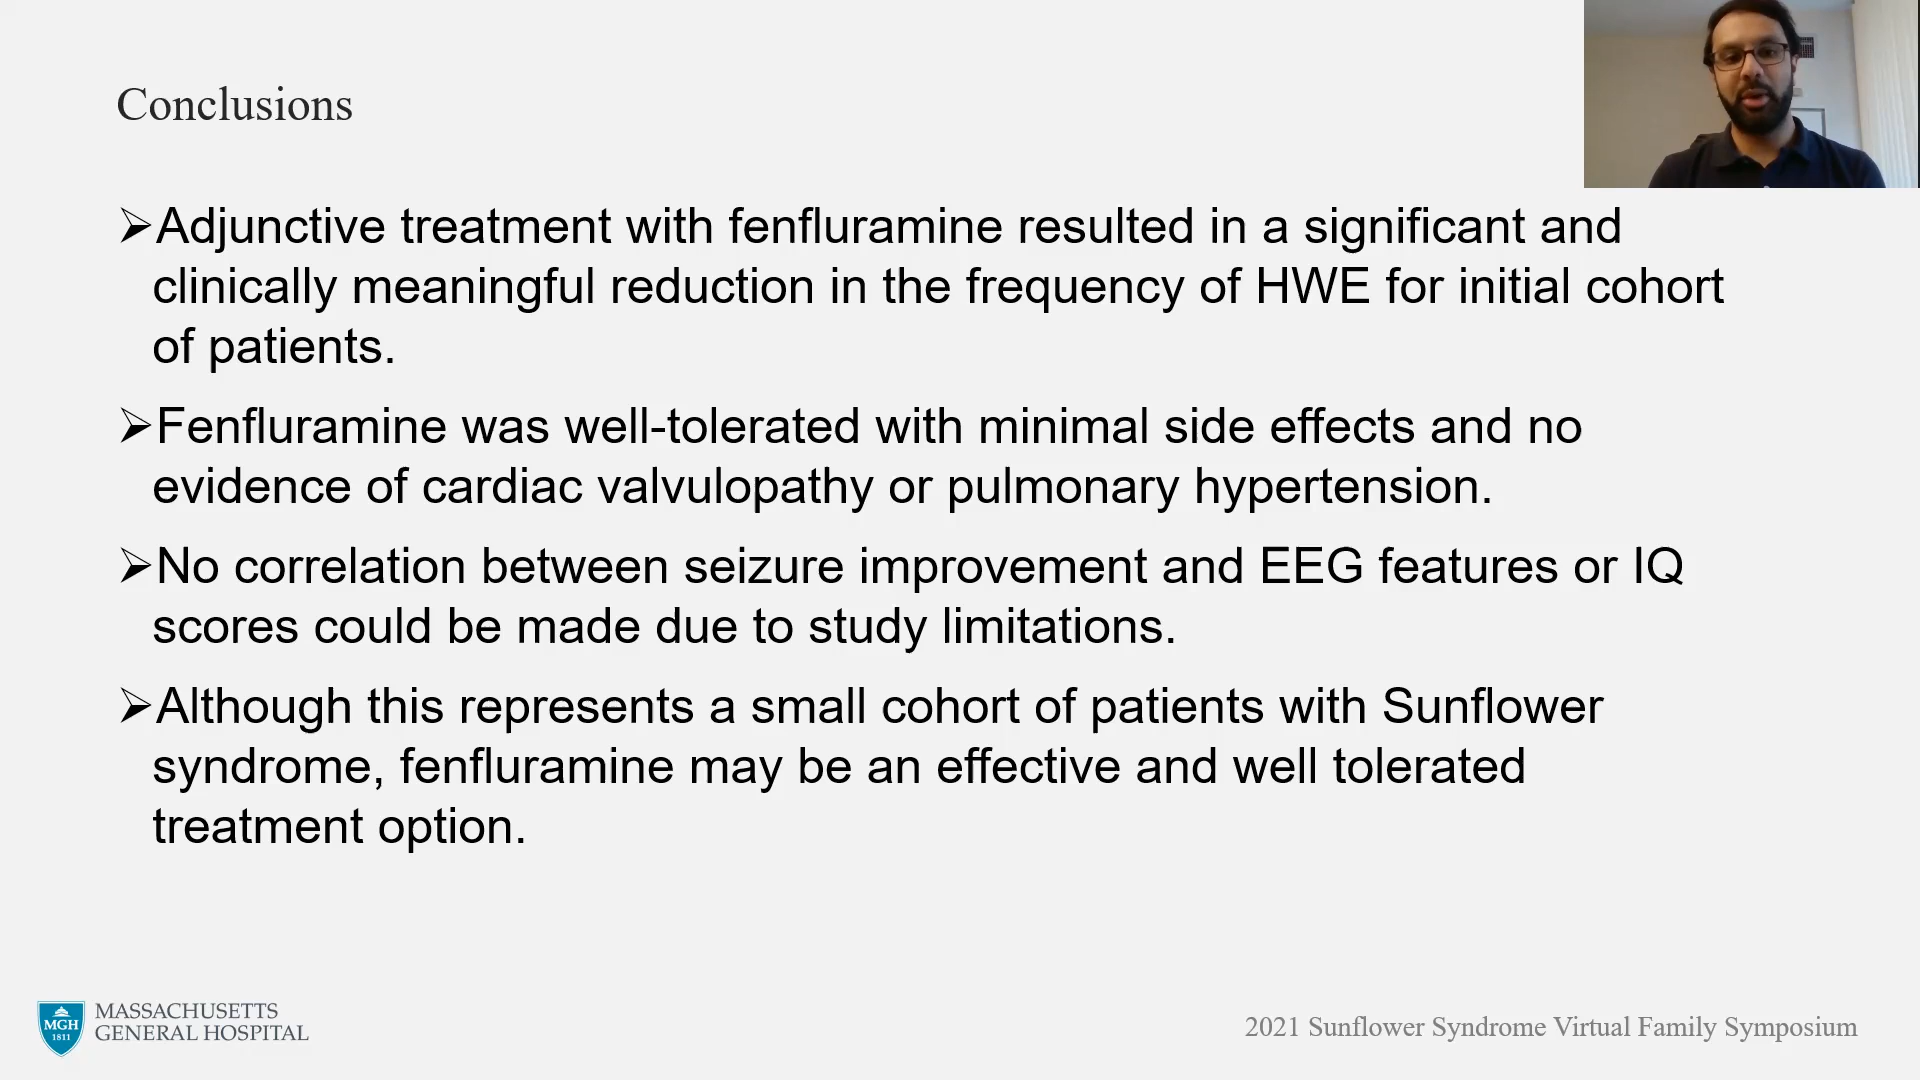 Conclusions
➢Adjunctive treatment with fenfluramine resulted in a significant and
clinically meaningful reduction in the frequency of HWE for initial cohort
of patients.
➢Fenfluramine was well-tolerated with minimal side effects and no
evidence of cardiac valvulopathy or pulmonary hypertension.
➢No correlation between seizure improvement and EEG features or IQ
scores could be made due to study limitations.
➢Although this represents a small cohort of patients with Sunflower
syndrome, fenfluramine may be an effective and well tolerated
treatment option.
MGH
1811
MASSACHUSETTS
GENERAL HOSPITAL
2021 Sunflower Syndrome Virtual Family Symposium